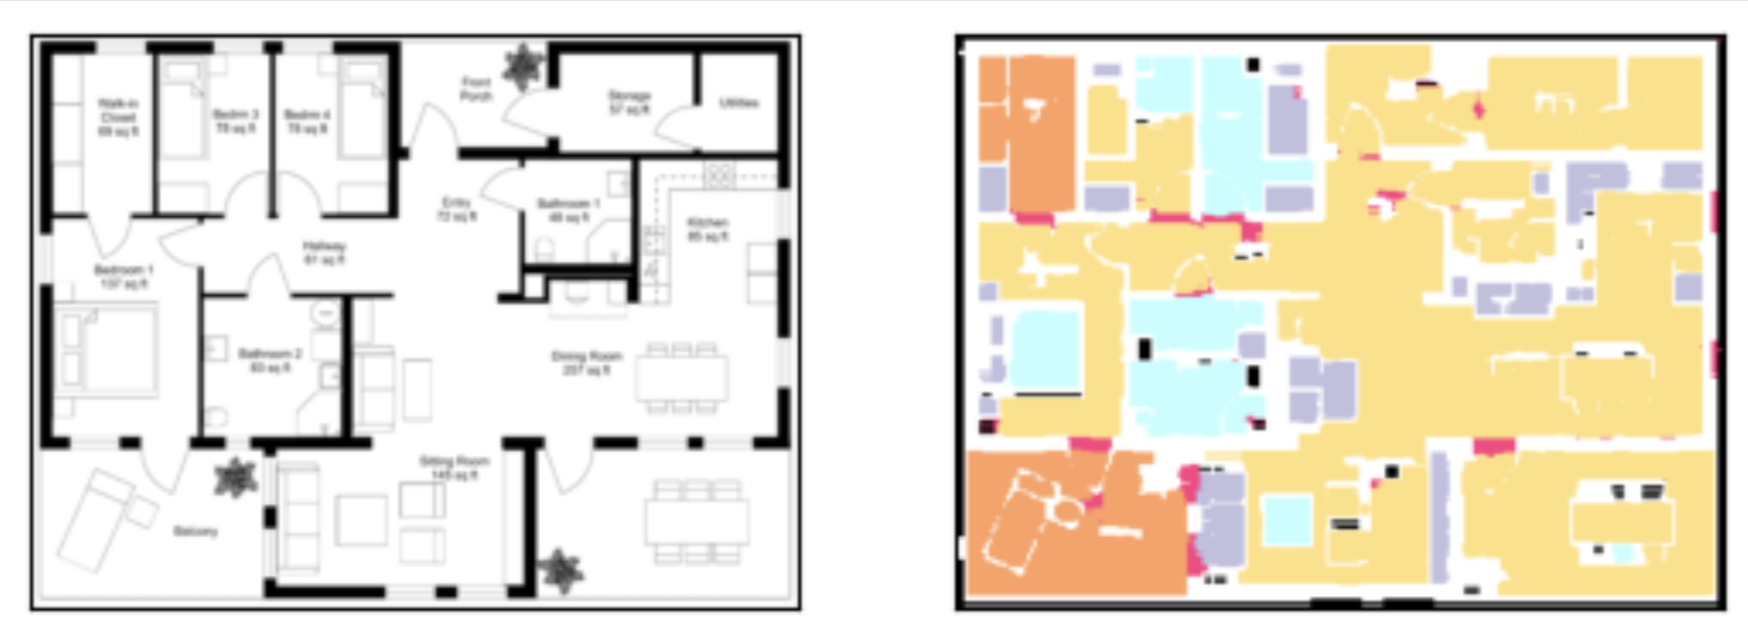 Walk-in
Closet
69 sq ft
Bedrm 3
78 sq ft
Bedrm 4
78 sq ft
Front
Porch
Storage
57 sq ft
Utilities
Entry
72 sq ft
Bathroom 1
48 sq ft
Kitchen
85 sq ft
Hallway
61 sq ft
Bedroom 1
137 sq ft
Bathroom 2
83 sq ft
Dining Room
257 sq ft
Sitting Room
145 sq ft
Balcony